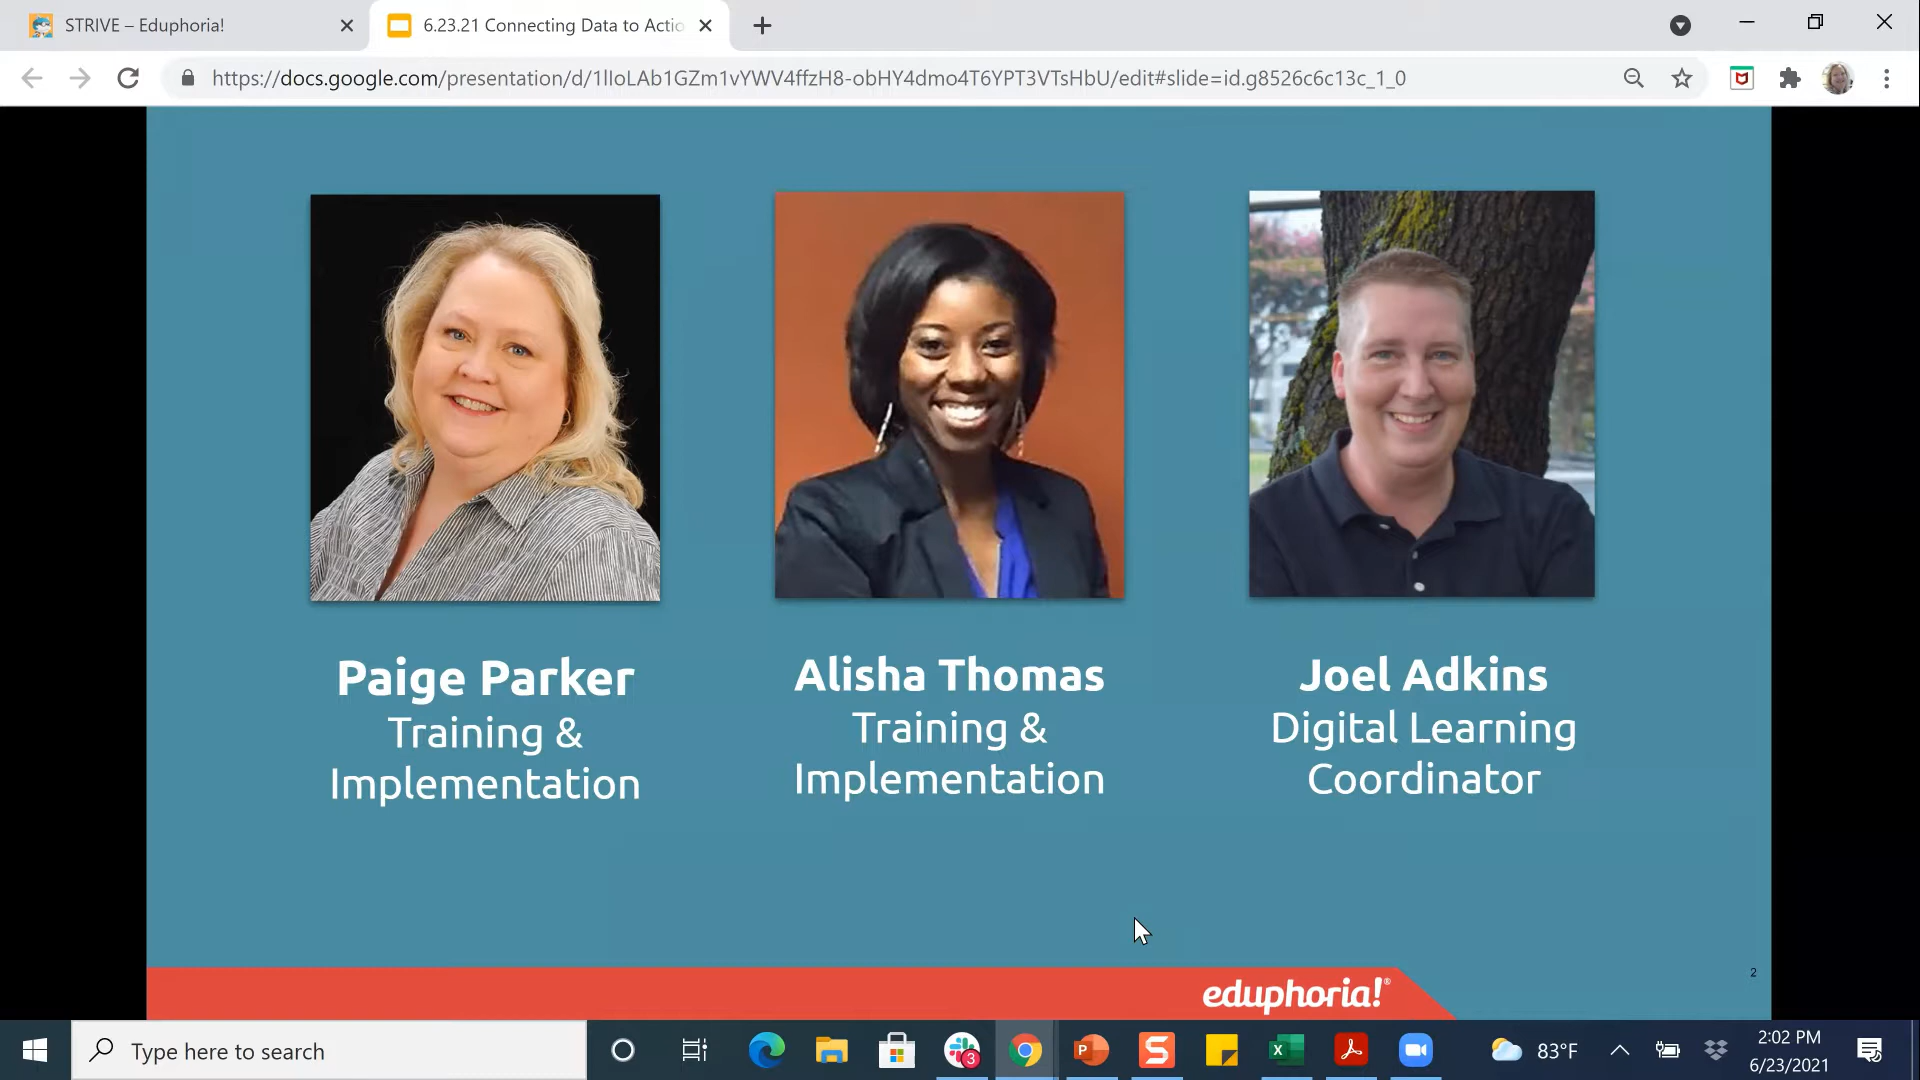 STRIVE – Eduphoria!
6.23.21 Connecting Data to Actio
https://docs.google.com/presentation/d/1lIoLAb1GZm1vYWV4ffzH8-obHY4dmo4T6YPT3VTsHbU/edit#slide=id.g8526c6c13c_1_0
Paige Parker
Training &
Implementation
Alisha Thomas
Training &
Implementation
Joel Adkins
Digital Learning
Coordinator
2
eduphoria!®
Type here to search
3
83°F
2:02 PM
6/23/2021